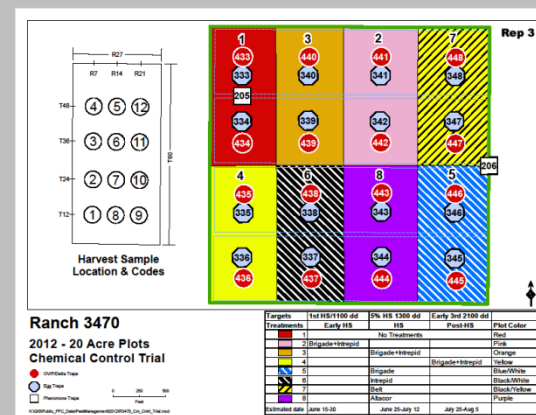 R27
R7 R14 R21
T48
T36
T24
T12
T60
4 5 12
3 6 11
2 7 10
1 8 9
Harvest Sample
Location & Codes
Rep 3
1 3 2 7
433 440 441 448
333 340 341 348
205
334 339 342 347
434 439 442 447
206
4 6 8 5
435 438 443 446
335 338 343 346
336 337 344 345
436 437 444 445
Ranch 3470
2012 - 20 Acre Plots
Chemical Control Trial
OVIP/Delta Traps
Egg Traps
Pheromone Traps
0 250 500
Feet
Targets 1st HS/1100 dd 5% HS 1300 dd Early 3rd 2100 dd
Treatments Early HS HS Post-HS Plot Color
1 No Treatments Red
2 Brigade+Intrepid Pink
3 Brigade+Intrepid Orange
4 Brigade+Intrepid Yellow
5 Brigade Blue/White
6 Intrepid Black/White
7 Black/Yellow
8 Altacor Purple
Estimated date June 15-30 June 25-July 12 July 25-Aug 5